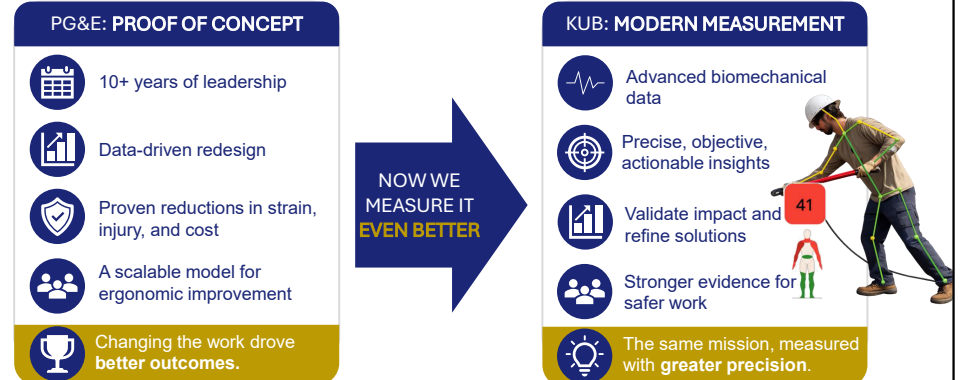 PG&E: PROOF OF CONCEPT
10+ years of leadership
Data-driven redesign
Proven reductions in strain,
injury, and cost
A scalable model for
ergonomic improvement
Changing the work drove
better outcomes.
NOW WE
MEASURE IT
EVEN BETTER
KUB: MODERN MEASUREMENT
Advanced biomechanical
data
Precise, objective,
actionable insights
Validate impact and
refine solutions
41
Stronger evidence for
safer work
The same mission, measured
with greater precision.